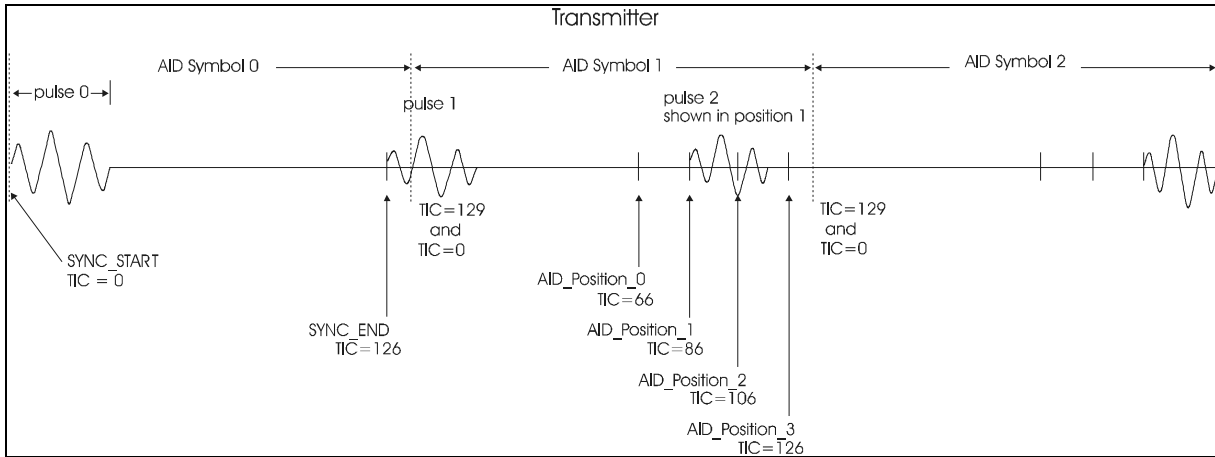 Transmitter
AID Symbol 0
AID Symbol 1
AID Symbol 2
pulse 0
pulse 1
pulse 2
shown in position 1
TIC=129
and
TIC=0
TIC=129
and
TIC=0
SYNC_START
TIC = 0
AID_Position_0
TIC=66
SYNC_END
TIC=126
AID_Position_1
TIC=86
AID_Position_2
TIC=106
AID_Position_3
TIC=126